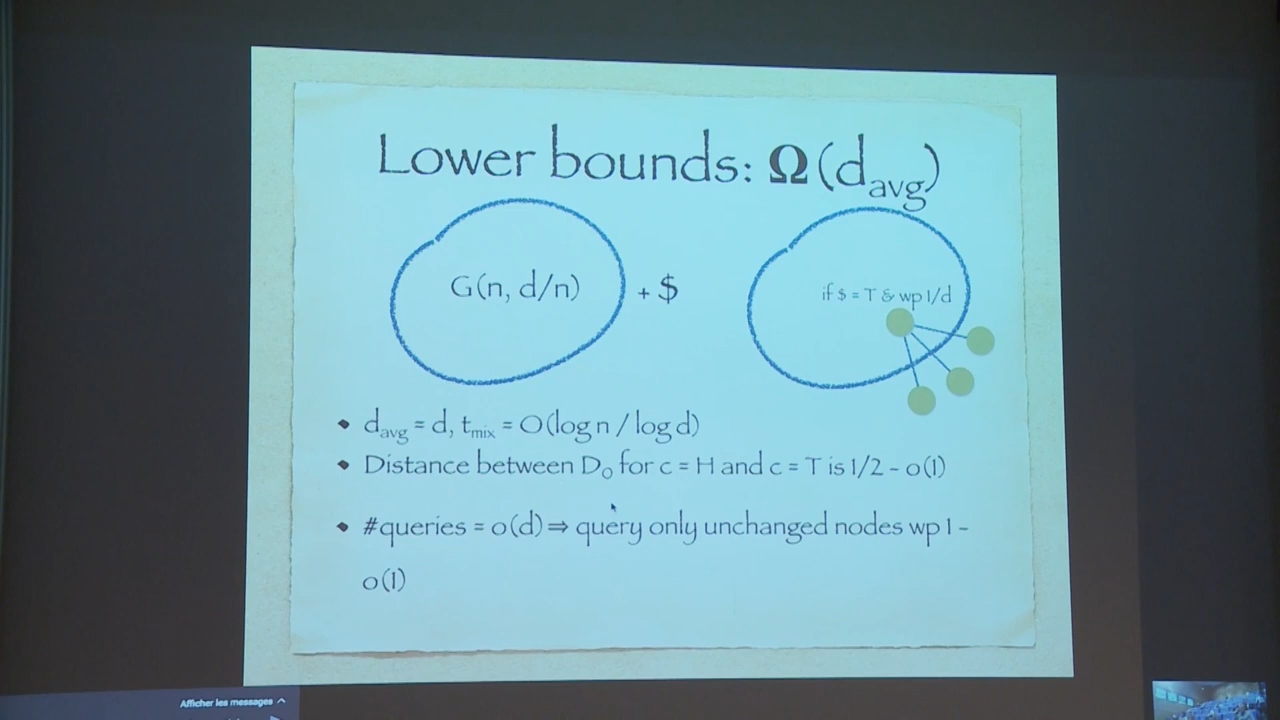 Lower bounds: Ω(d_avg)
G(n, d/n)
+ $
if $ = T & wp 1/d
d_avg = d, t_mix = O(log n / log d)
Distance between D_0 for c = H and c = T is 1/2 - o(1)
#queries = o(d) ⇒ query only unchanged nodes wp 1 -
o(1)
Afficher les messages